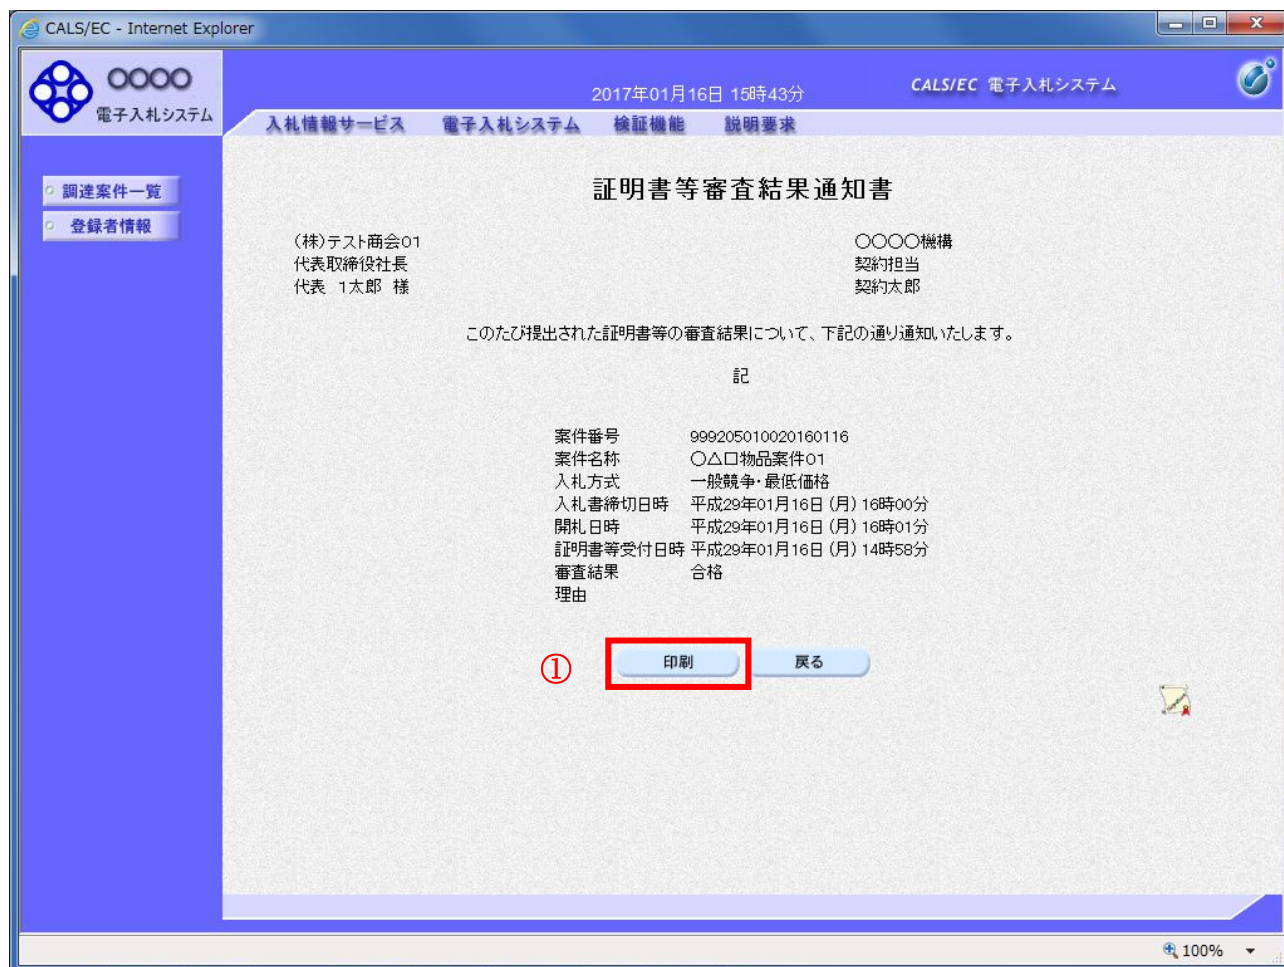 CALS/EC - Internet Explorer
○○○○
電子入札システム
2017年01月16日 15時43分
CALS/EC 電子入札システム
入札情報サービス 電子入札システム 検証機能 説明要求
調達案件一覧
登録者情報
証明書等審査結果通知書
(株)テスト商会01
代表取締役社長
代表 1太郎 様
○○○○機構
契約担当
契約太郎
このたび提出された証明書等の審査結果について、下記の通り通知いたします。
記
案件番号 999205010020160116
案件名称 ○△口物品案件01
入札方式 一般競争・最低価格
入札書締切日時 平成29年01月16日 (月) 16時00分
開札日時 平成29年01月16日 (月) 16時01分
証明書等受付日時 平成29年01月16日 (月) 14時58分
審査結果 合格
理由
① 印刷 戻る
100%